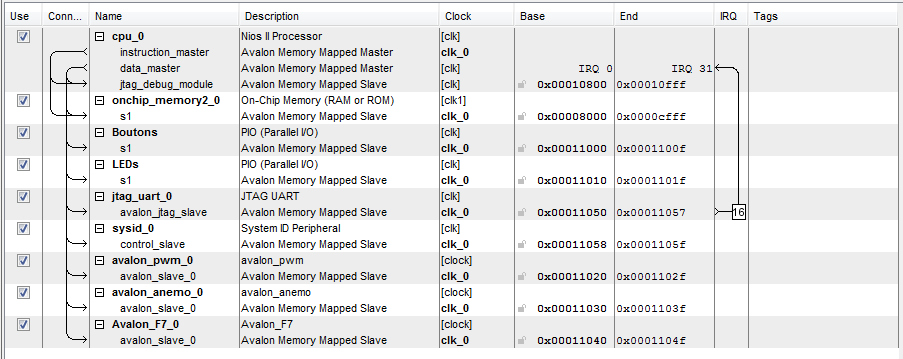 Use Conn... Name Description Clock Base End IRQ Tags
cpu_0 Nios II Processor [clk]
instruction_master Avalon Memory Mapped Master clk_0
data_master Avalon Memory Mapped Master [clk] IRQ 0 IRQ 31
jtag_debug_module Avalon Memory Mapped Slave [clk] 0x00010800 0x00010fff
onchip_memory2_0 On-Chip Memory (RAM or ROM) [clk1]
s1 Avalon Memory Mapped Slave clk_0 0x00008000 0x0000cfff
Boutons PIO (Parallel I/O) [clk]
s1 Avalon Memory Mapped Slave clk_0 0x00011000 0x0001100f
LEDs PIO (Parallel I/O) [clk]
s1 Avalon Memory Mapped Slave clk_0 0x00011010 0x0001101f
jtag_uart_0 JTAG UART [clk]
avalon_jtag_slave Avalon Memory Mapped Slave clk_0 0x00011050 0x00011057 16
sysid_0 System ID Peripheral [clk]
control_slave Avalon Memory Mapped Slave clk_0 0x00011058 0x0001105f
avalon_pwm_0 avalon_pwm [clock]
avalon_slave_0 Avalon Memory Mapped Slave clk_0 0x00011020 0x0001102f
avalon_anemo_0 avalon_anemo [clock]
avalon_slave_0 Avalon Memory Mapped Slave clk_0 0x00011030 0x0001103f
Avalon_F7_0 Avalon_F7 [clock]
avalon_slave_0 Avalon Memory Mapped Slave clk_0 0x00011040 0x0001104f